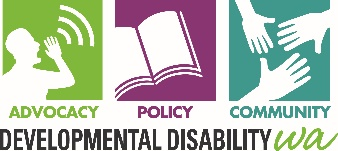 ADVOCACY POLICY COMMUNITY
DEVELOPMENTAL DISABILITY wa